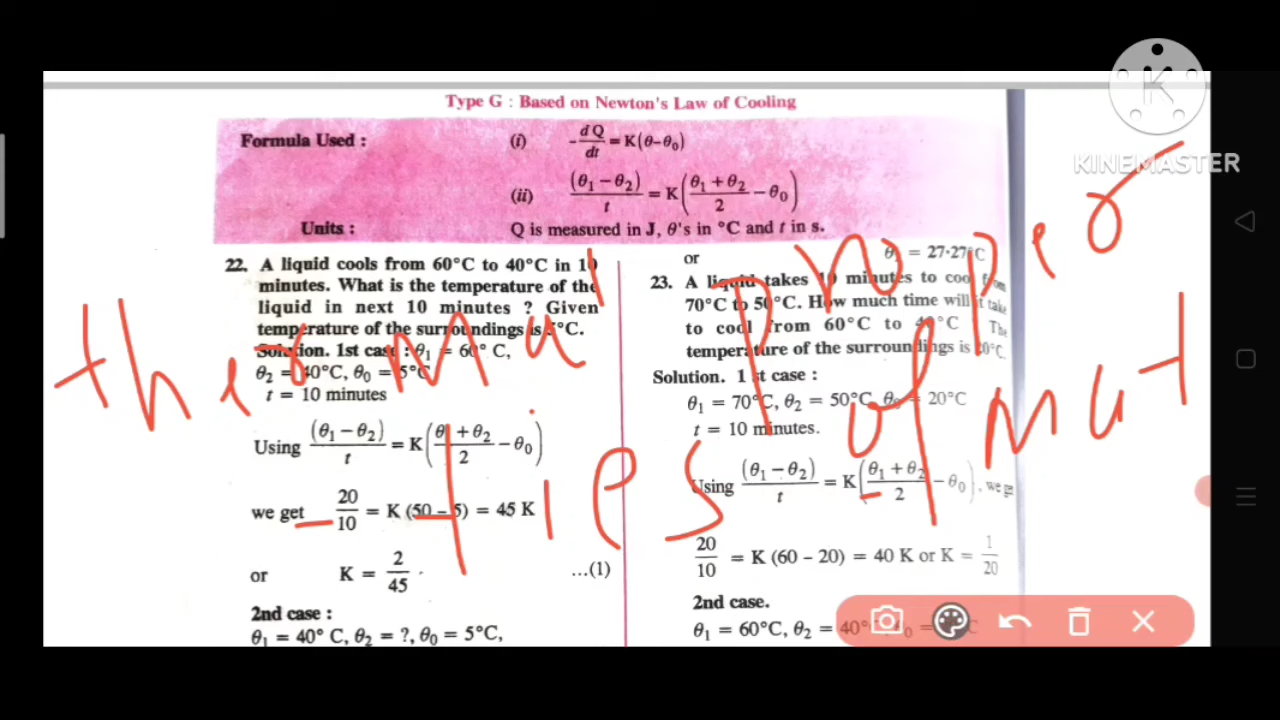 Type G : Based on Newton's Law of Cooling
Formula Used : (i) -dQ/dt = K(θ-θ0)
(ii) (θ1 - θ2)/t = K((θ1 + θ2)/2 - θ0)
Units : Q is measured in J, θ's in °C and t in s.
KINEMASTER
22. A liquid cools from 60°C to 40°C in 10
minutes. What is the temperature of the
liquid in next 10 minutes ? Given
temperature of the surroundings is 5°C.
Solution. 1st case : θ1 = 60° C,
θ2 = 40°C, θ0 = 5°C
t = 10 minutes
Using (θ1 - θ2)/t = K((θ1 + θ2)/2 - θ0)
we get 20/10 = K (50 - 5) = 45 K
or K = 2/45 ...(1)
2nd case :
θ1 = 40° C, θ2 = ?, θ0 = 5°C,
or = 27·27°C
23. A liquid takes 10 minutes to cool from
70°C to 50°C. How much time will it take
to cool from 60°C to 40°C The
temperature of the surroundings is 20°C.
Solution. 1 st case :
θ1 = 70°C, θ2 = 50°C, θ0 = 20°C
t = 10 minutes.
Using (θ1 - θ2)/t = K((θ1 + θ2)/2 - θ0), we get
20/10 = K (60 - 20) = 40 K or K = 1/20
2nd case.
θ1 = 60°C, θ2 = 40°C
thermal proper
ties of mat